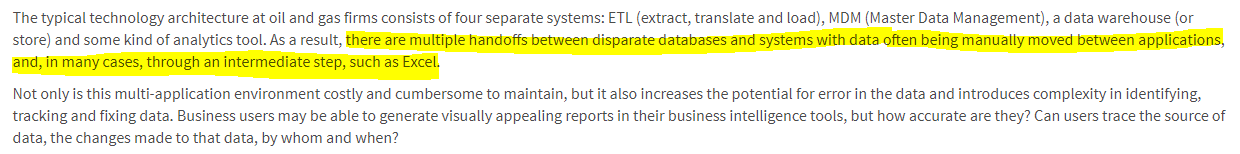 The typical technology architecture at oil and gas firms consists of four separate systems: ETL (extract, translate and load), MDM (Master Data Management), a data warehouse (or
store) and some kind of analytics tool. As a result, there are multiple handoffs between disparate databases and systems with data often being manually moved between applications,
and, in many cases, through an intermediate step, such as Excel.
Not only is this multi-application environment costly and cumbersome to maintain, but it also increases the potential for error in the data and introduces complexity in identifying,
tracking and fixing data. Business users may be able to generate visually appealing reports in their business intelligence tools, but how accurate are they? Can users trace the source of
data, the changes made to that data, by whom and when?